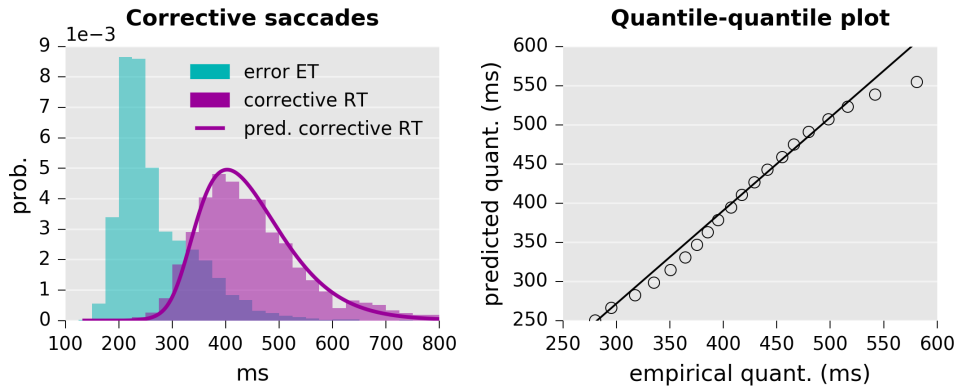 Corrective saccades
1e−3
9
8
7
6
5
4
3
2
1
0
prob.
error ET
corrective RT
pred. corrective RT
100 200 300 400 500 600 700 800
ms
Quantile-quantile plot
600
550
500
450
400
350
300
250
predicted quant. (ms)
250 300 350 400 450 500 550 600
empirical quant. (ms)